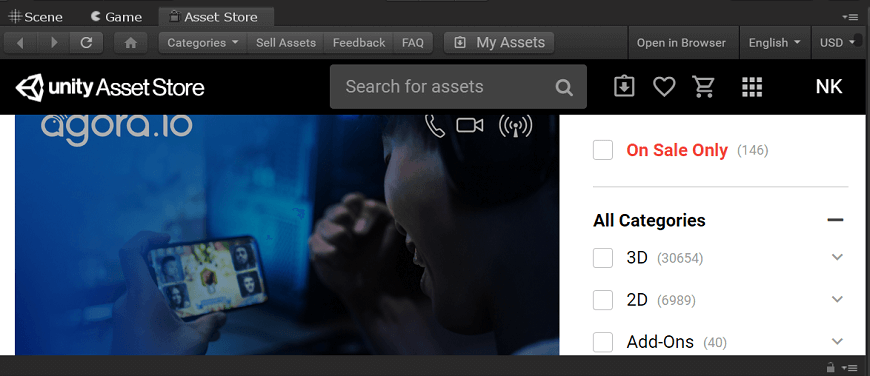 Scene Game Asset Store
Categories Sell Assets Feedback FAQ My Assets Open in Browser English USD
unity Asset Store Search for assets NK
agora.io
On Sale Only (146)
All Categories
3D (30654)
2D (6989)
Add-Ons (40)